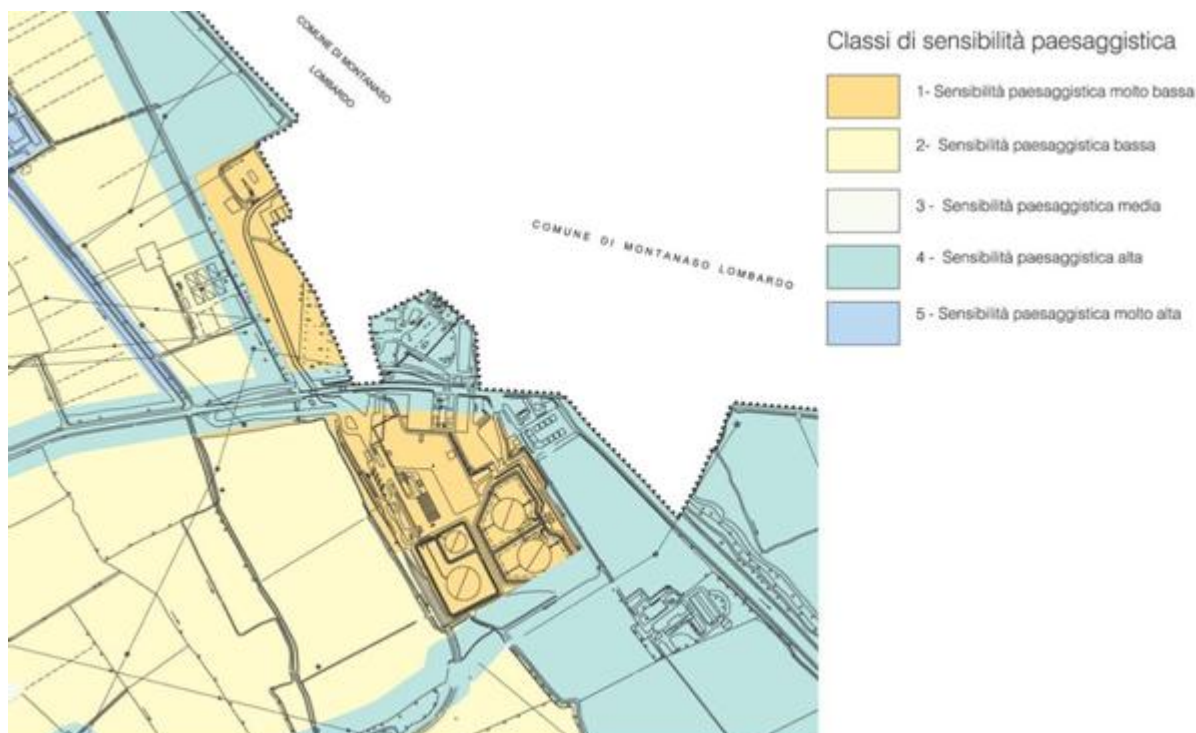 COMUNE DI MONTANASO
LOMBARDO
COMUNE DI MONTANASO LOMBARDO
Classi di sensibilità paesaggistica
1- Sensibilità paesaggistica molto bassa
2- Sensibilità paesaggistica bassa
3 - Sensibilità paesaggistica media
4 - Sensibilità paesaggistica alta
5 - Sensibilità paesaggistica molto alta